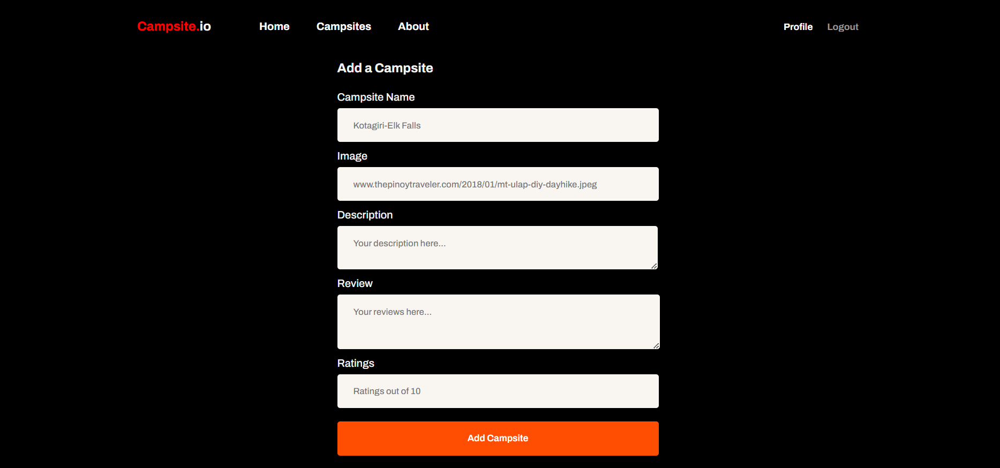 Campsite.io Home Campsites About Profile Logout
Add a Campsite
Campsite Name
Kotagiri-Elk Falls
Image
www.thepinoytraveler.com/2018/01/mt-ulap-diy-dayhike.jpeg
Description
Your description here...
Review
Your reviews here...
Ratings
Ratings out of 10
Add Campsite